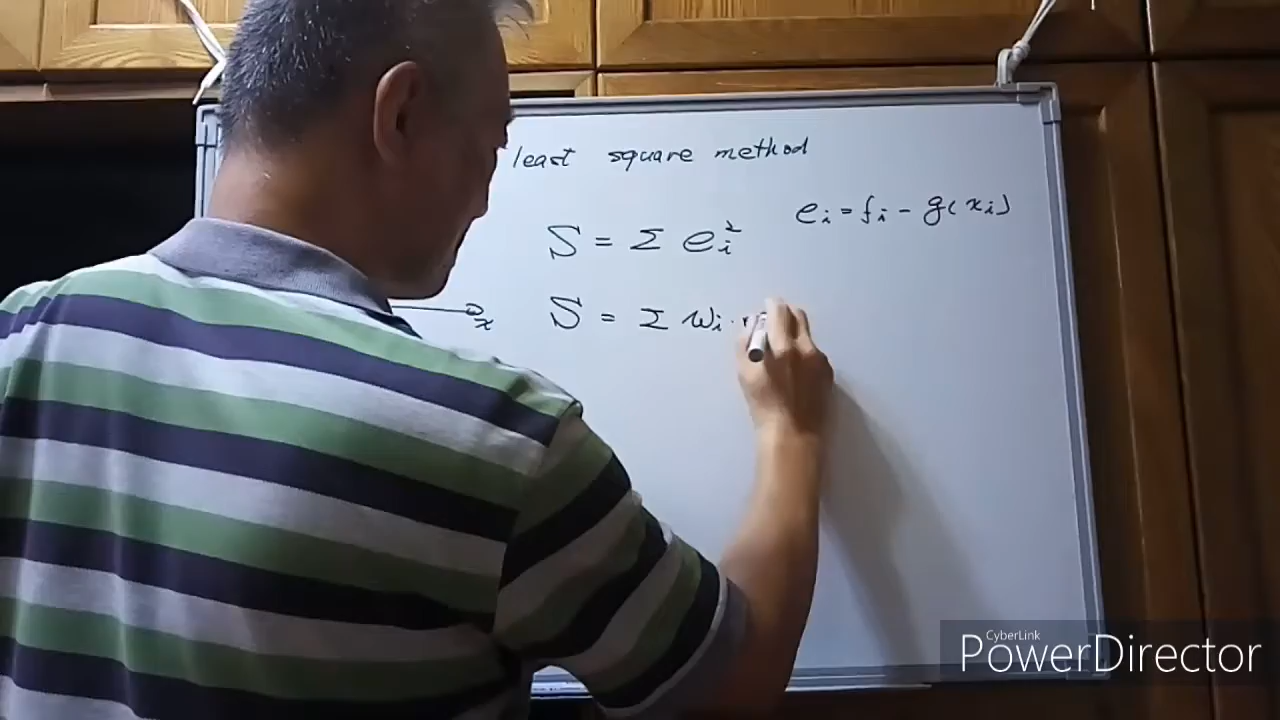 least square method
eᵢ = fᵢ - g(xᵢ)
S = Σ eᵢ²
x
S = Σ wᵢ ·
CyberLink
PowerDirector